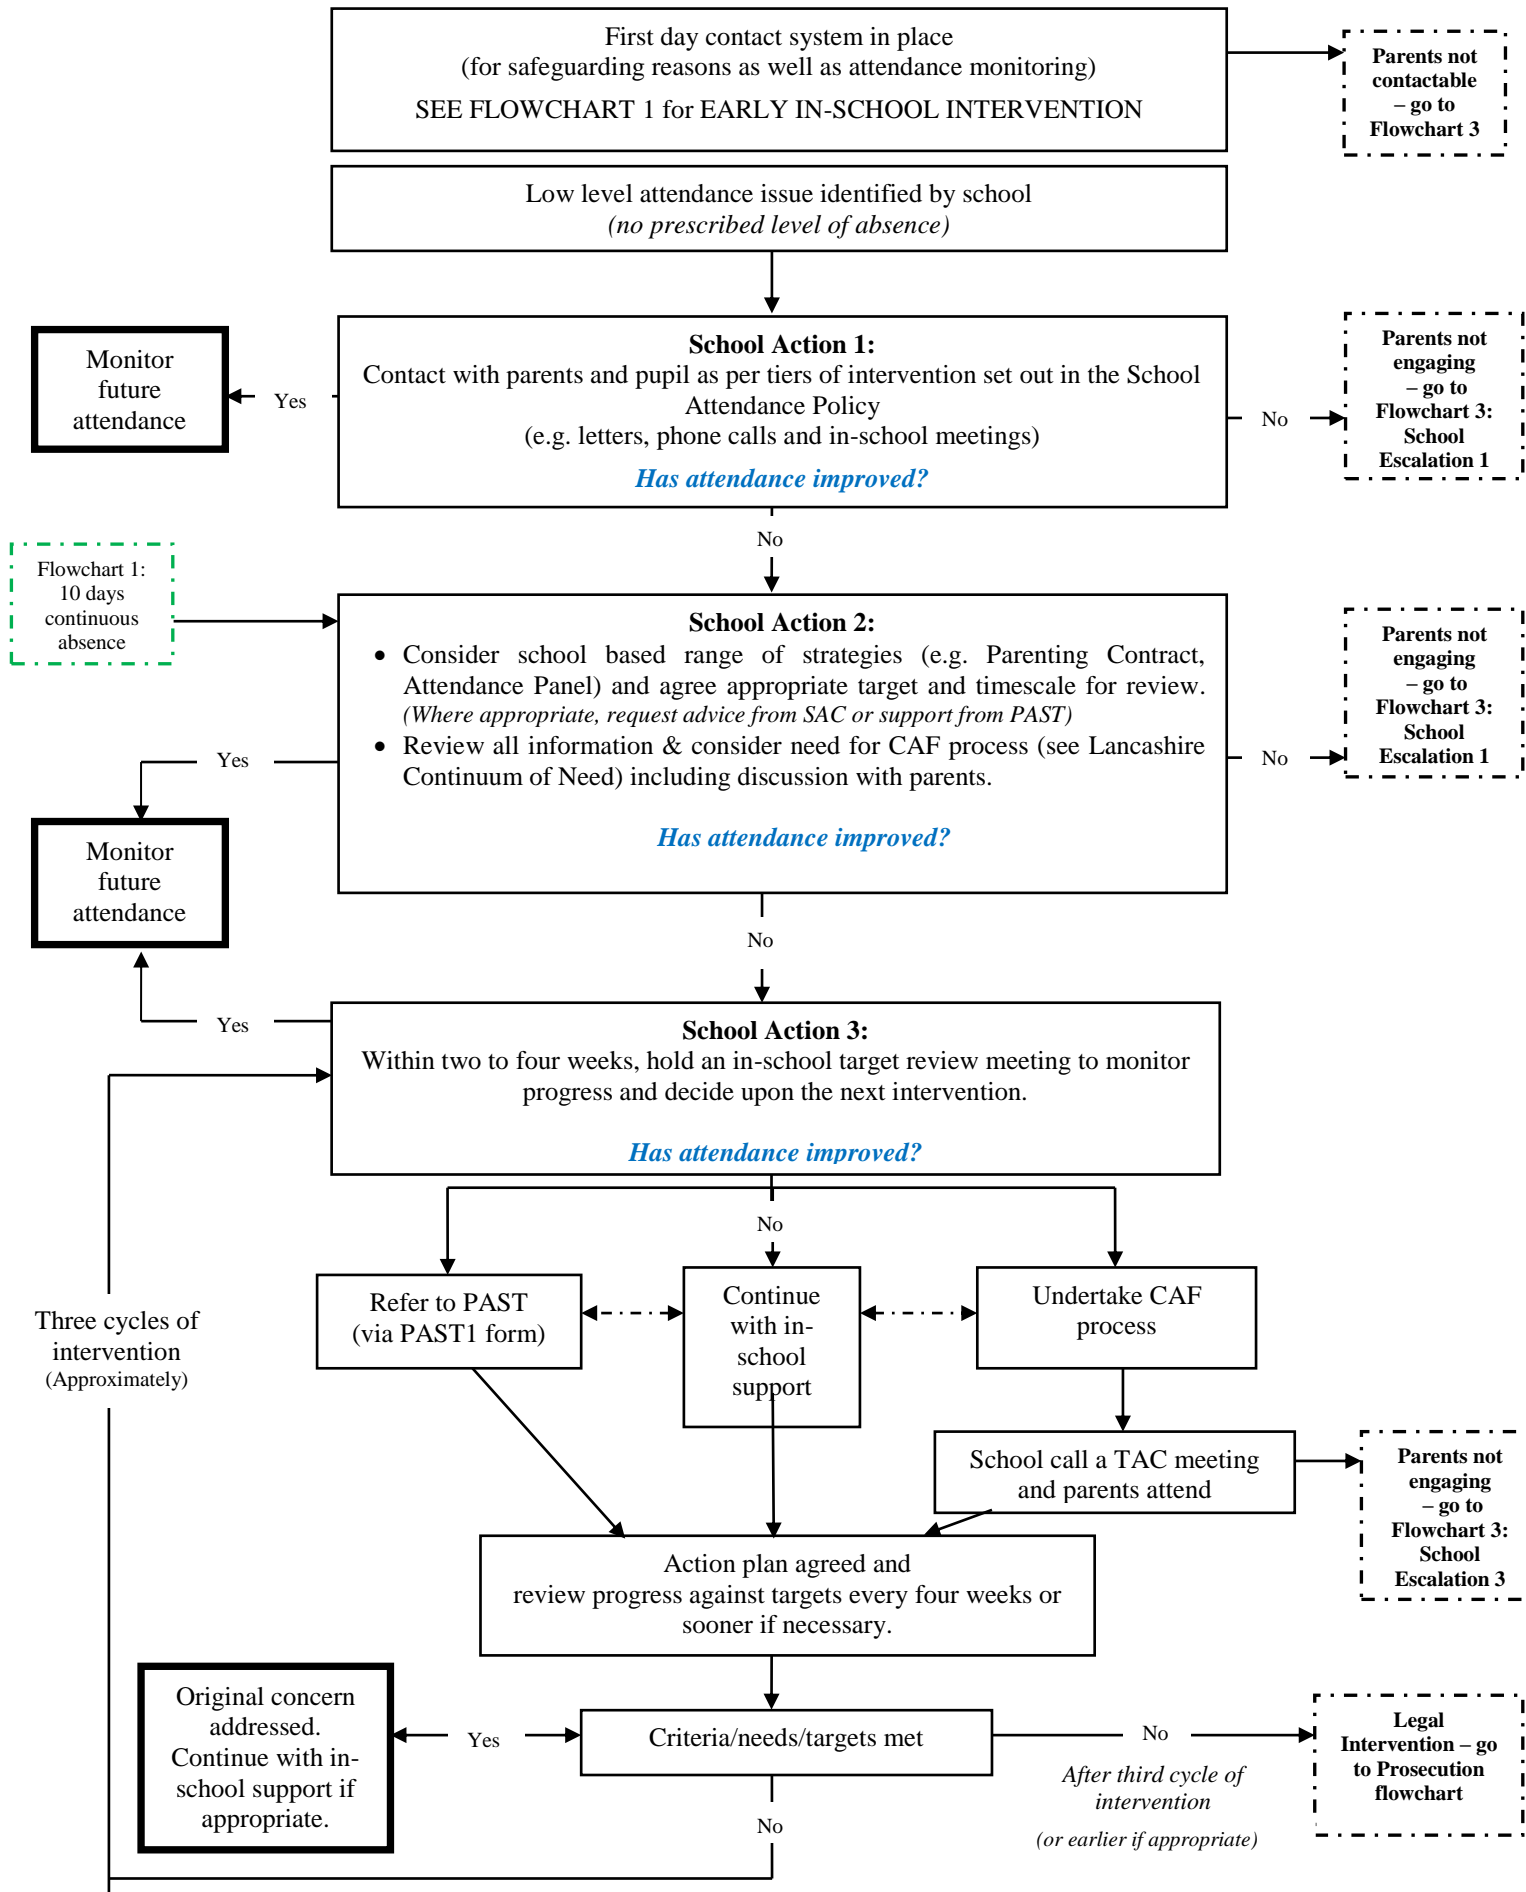 First day contact system in place
(for safeguarding reasons as well as attendance monitoring)
SEE FLOWCHART 1 for EARLY IN-SCHOOL INTERVENTION
Parents not
contactable
– go to
Flowchart 3
Low level attendance issue identified by school
(no prescribed level of absence)
Monitor
future
attendance
Yes
School Action 1:
Contact with parents and pupil as per tiers of intervention set out in the School
Attendance Policy
(e.g. letters, phone calls and in-school meetings)
Has attendance improved?
No
Parents not
engaging
– go to
Flowchart 3:
School
Escalation 1
No
Flowchart 1:
10 days
continuous
absence
School Action 2:
• Consider school based range of strategies (e.g. Parenting Contract,
Attendance Panel) and agree appropriate target and timescale for review.
(Where appropriate, request advice from SAC or support from PAST)
• Review all information & consider need for CAF process (see Lancashire
Continuum of Need) including discussion with parents.
Has attendance improved?
No
Parents not
engaging
– go to
Flowchart 3:
School
Escalation 1
Yes
Monitor
future
attendance
No
Yes
School Action 3:
Within two to four weeks, hold an in-school target review meeting to monitor
progress and decide upon the next intervention.
Has attendance improved?
No
Three cycles of
intervention
(Approximately)
Refer to PAST
(via PAST1 form)
Continue
with in-
school
support
Undertake CAF
process
School call a TAC meeting
and parents attend
Parents not
engaging
– go to
Flowchart 3:
School
Escalation 3
Action plan agreed and
review progress against targets every four weeks or
sooner if necessary.
Original concern
addressed.
Continue with in-
school support if
appropriate.
Yes
Criteria/needs/targets met
No
After third cycle of
intervention
(or earlier if appropriate)
Legal
Intervention – go
to Prosecution
flowchart
No